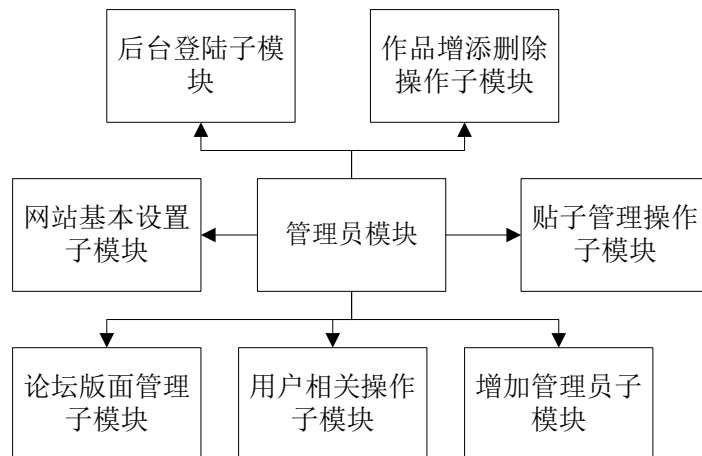 后台登陆子模
块
作品增添删除
操作子模块
网站基本设置
子模块
管理员模块
贴子管理操作
子模块
论坛版面管理
子模块
用户相关操作
子模块
增加管理员子
模块